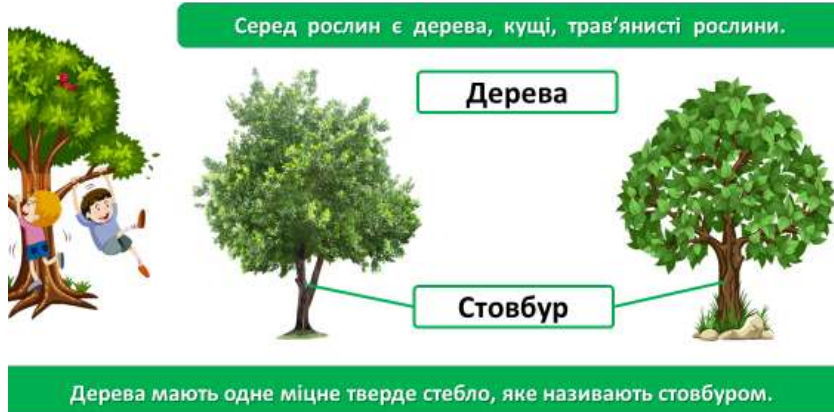 Серед рослин є дерева, кущі, трав’янисті рослини.
Дерева
Стовбур
Дерева мають одне міцне тверде стебло, яке називають стовбуром.